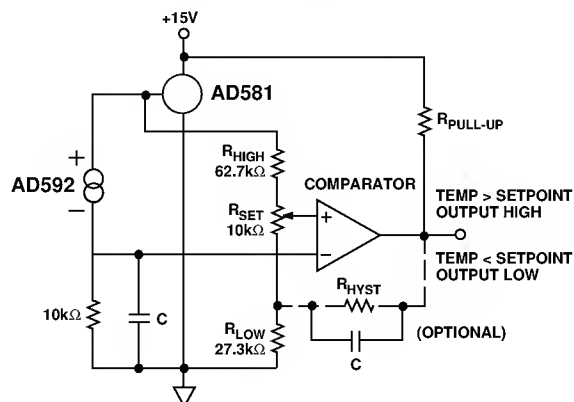 +15V
AD581
AD592
+
−
R_HIGH
62.7kΩ
R_SET
10kΩ
COMPARATOR
+
−
R_PULL-UP
TEMP > SETPOINT
OUTPUT HIGH
TEMP < SETPOINT
OUTPUT LOW
10kΩ
C
R_LOW
27.3kΩ
R_HYST
C
(OPTIONAL)